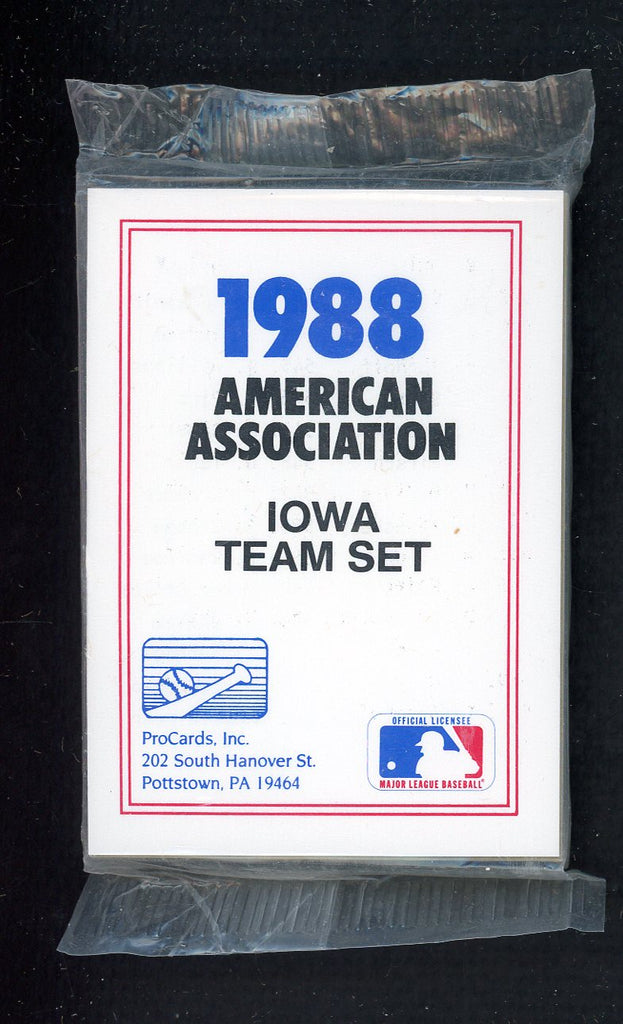 1988
AMERICAN
ASSOCIATION
IOWA
TEAM SET
ProCards, Inc.
202 South Hanover St.
Pottstown, PA 19464
OFFICIAL LICENSEE
MAJOR LEAGUE BASEBALL®